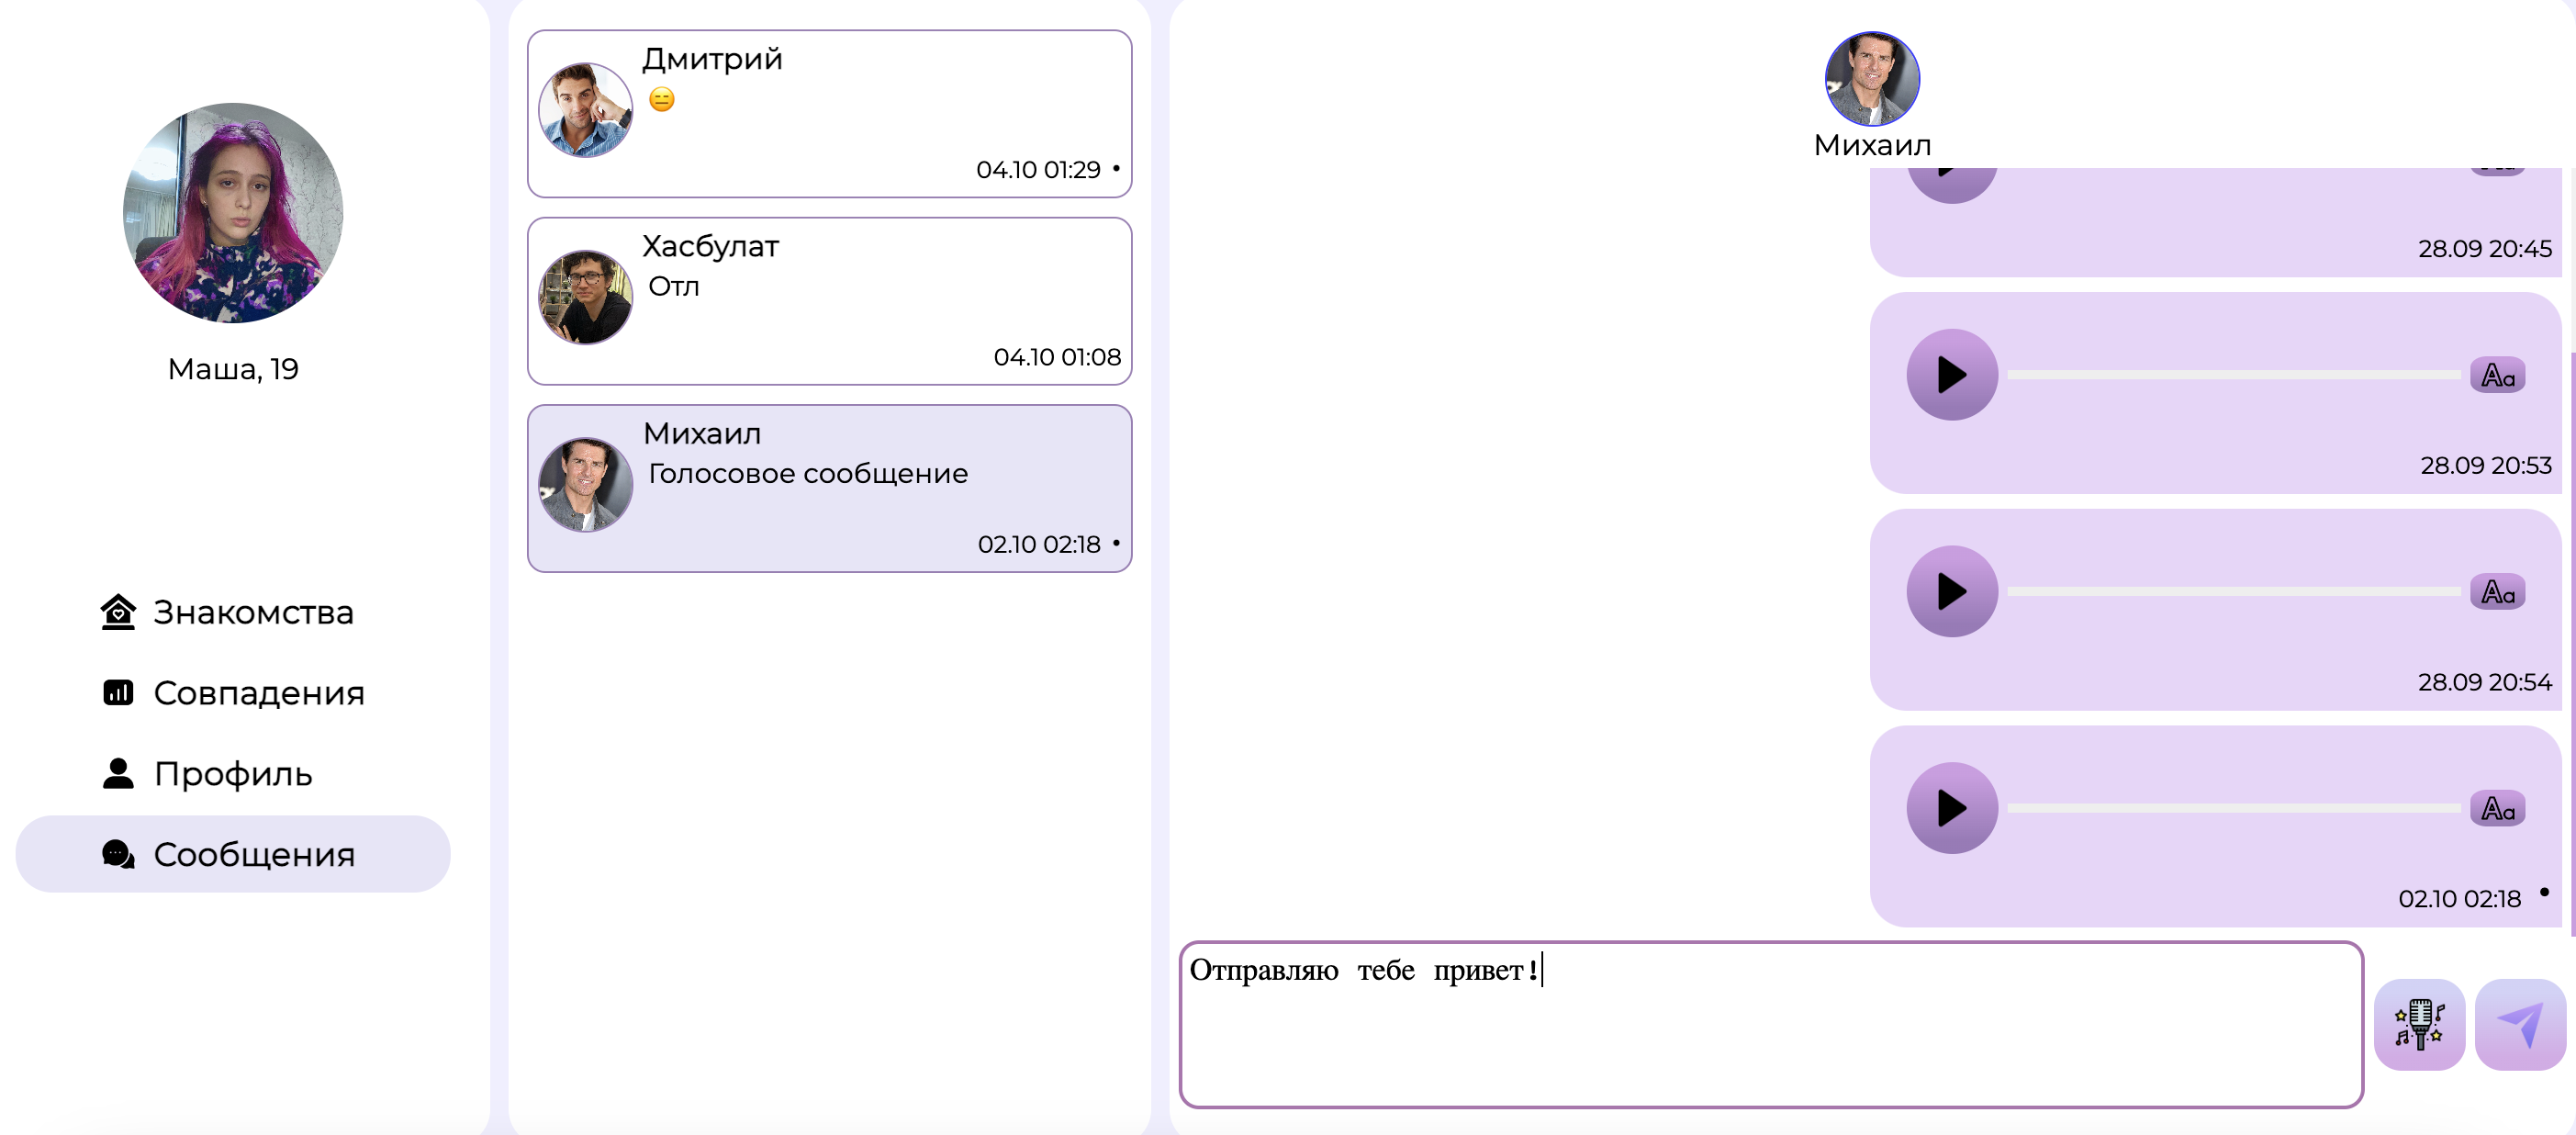 Маша, 19
Знакомства
Совпадения
Профиль
Сообщения
Дмитрий
😑
04.10 01:29 •
Хасбулат
Отл
04.10 01:08
Михаил
Голосовое сообщение
02.10 02:18 •
Михаил
28.09 20:45
Aa
28.09 20:53
Aa
28.09 20:54
Aa
02.10 02:18 •
Отправляю тебе привет!